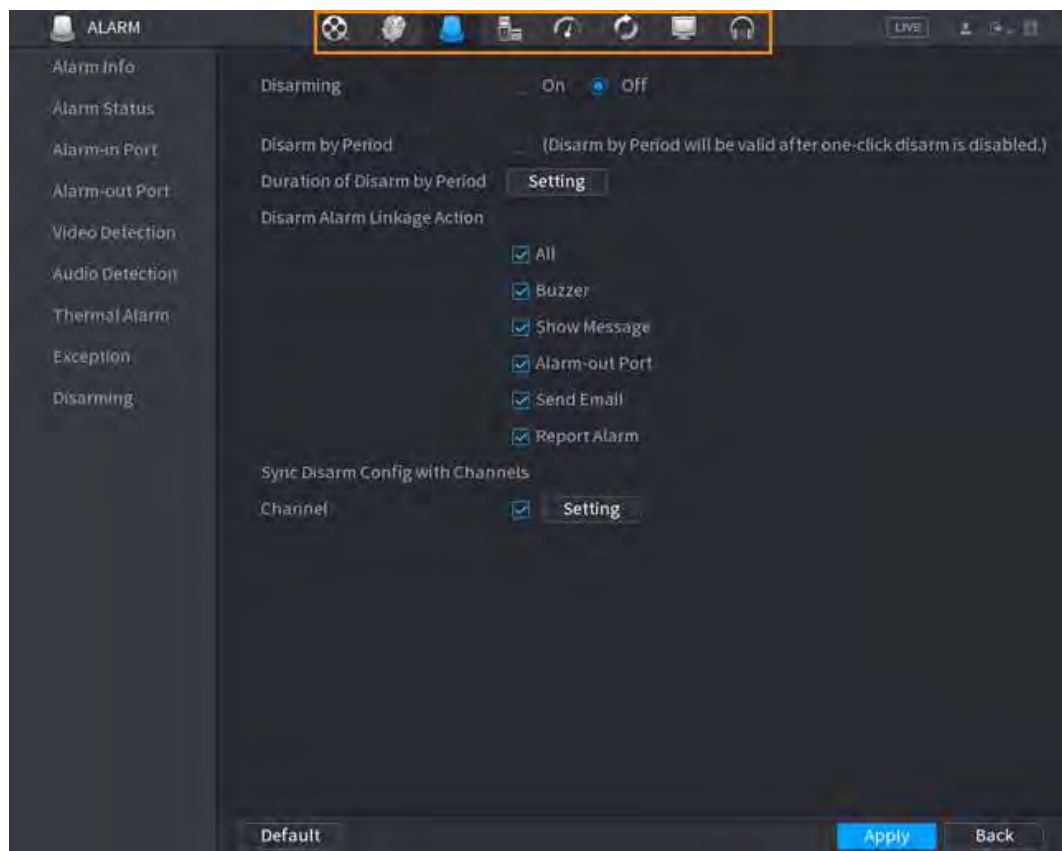 ALARM
LIVE
Alarm Info
Alarm Status
Alarm-in Port
Alarm-out Port
Video Detection
Audio Detection
Thermal Alarm
Exception
Disarming
Disarming On Off
Disarm by Period (Disarm by Period will be valid after one-click disarm is disabled.)
Duration of Disarm by Period Setting
Disarm Alarm Linkage Action
All
Buzzer
Show Message
Alarm-out Port
Send Email
Report Alarm
Sync Disarm Config with Channels
Channel Setting
Default Apply Back